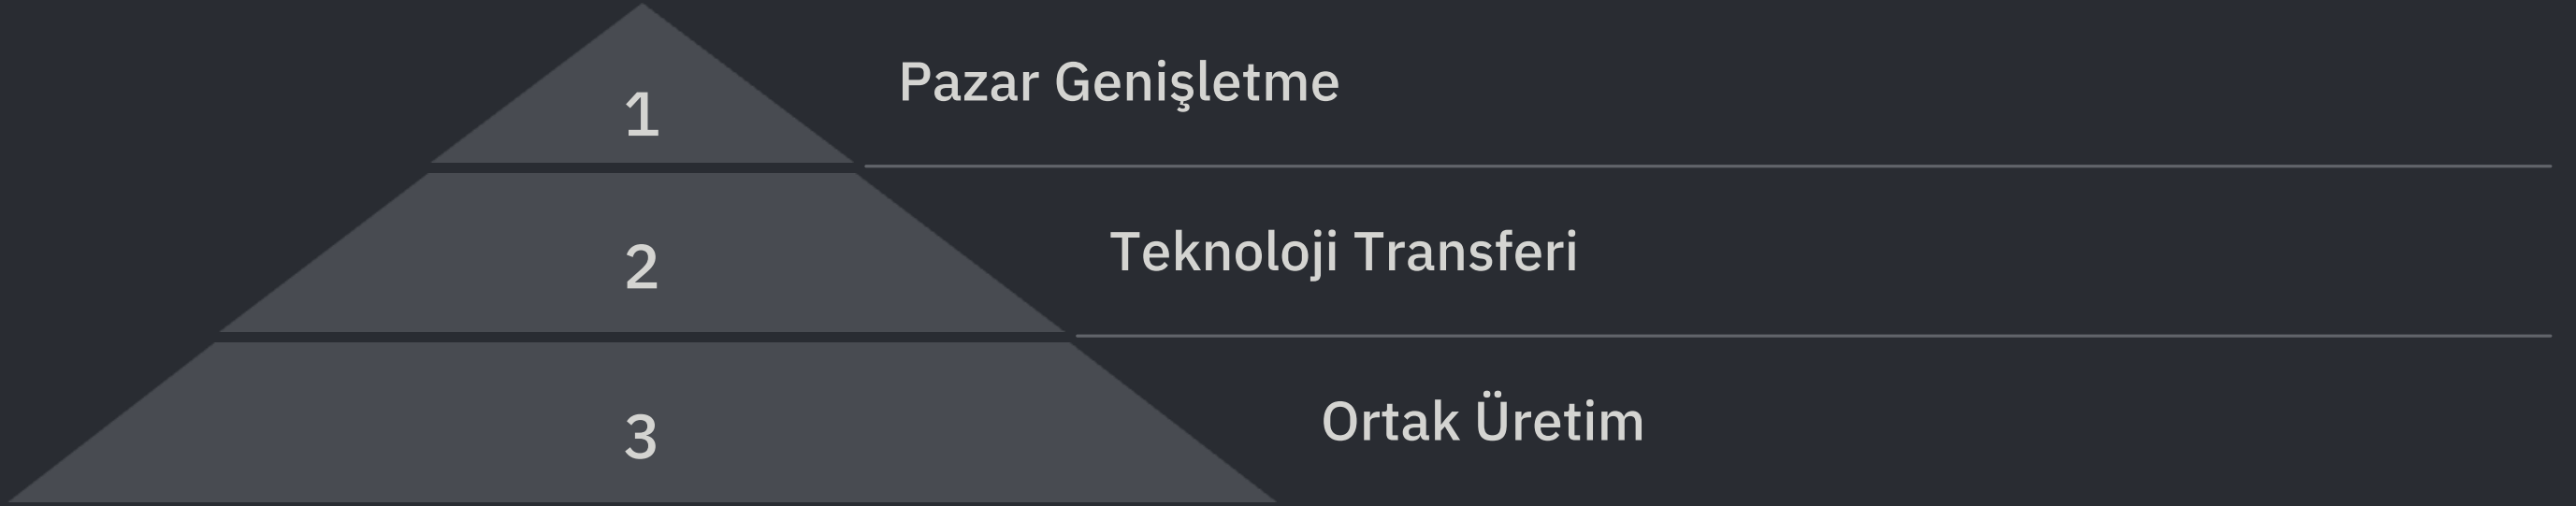 1
Pazar Genişletme
2
Teknoloji Transferi
3
Ortak Üretim